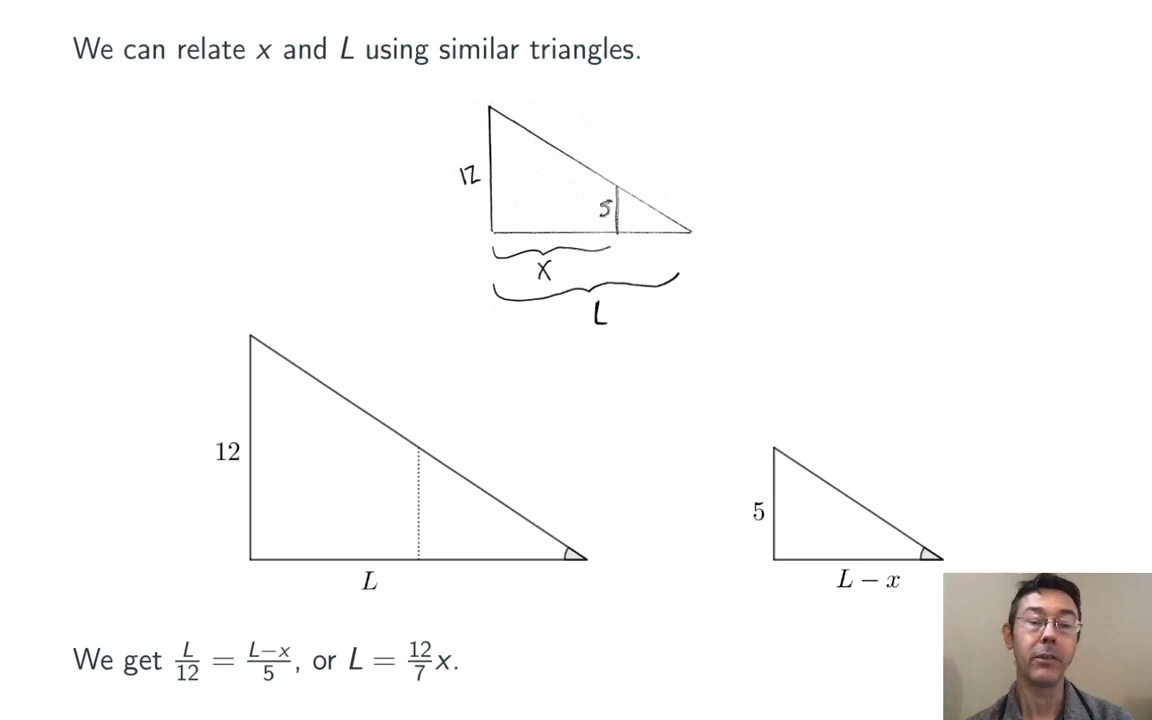 We can relate x and L using similar triangles.
12
5
x
L
12
5
L
L − x
We get L/12 = L−x/5, or L = 12/7 x.